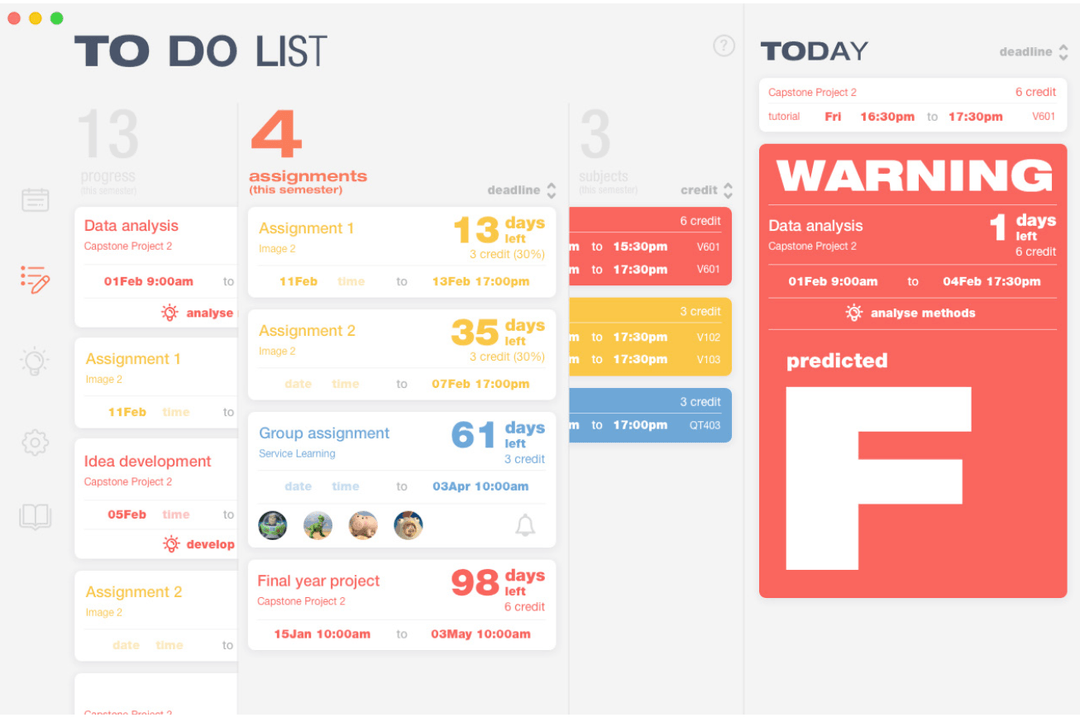 TO DO LIST
?
13
progress
(this semester)
Data analysis
Capstone Project 2
01Feb 9:00am to
analyse
Assignment 1
Image 2
11Feb time to
Idea development
Capstone Project 2
05Feb time to
develop
Assignment 2
Image 2
date time to
Capstone Project 2
4
assignments
(this semester)
deadline
Assignment 1
Image 2
13 days left
3 credit (30%)
11Feb time to 13Feb 17:00pm
Assignment 2
Image 2
35 days left
3 credit (30%)
date time to 07Feb 17:00pm
Group assignment
Service Learning
61 days left
3 credit
date time to 03Apr 10:00am
Final year project
Capstone Project 2
98 days left
6 credit
15Jan 10:00am to 03May 10:00am
3
subjects
(this semester)
credit
6 credit
m to 15:30pm V601
m to 17:30pm V601
3 credit
m to 17:30pm V102
m to 17:30pm V103
3 credit
m to 17:00pm QT403
TODAY
deadline
Capstone Project 2 6 credit
tutorial Fri 16:30pm to 17:30pm V601
WARNING
Data analysis
Capstone Project 2
1 days left
6 credit
01Feb 9:00am to 04Feb 17:30pm
analyse methods
predicted
F